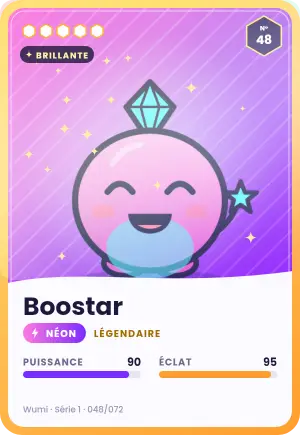 N°
48
✦ BRILLANTE
Boostar
NÉON LÉGENDAIRE
PUISSANCE 90 ÉCLAT 95
Wumi · Série 1 · 048/072